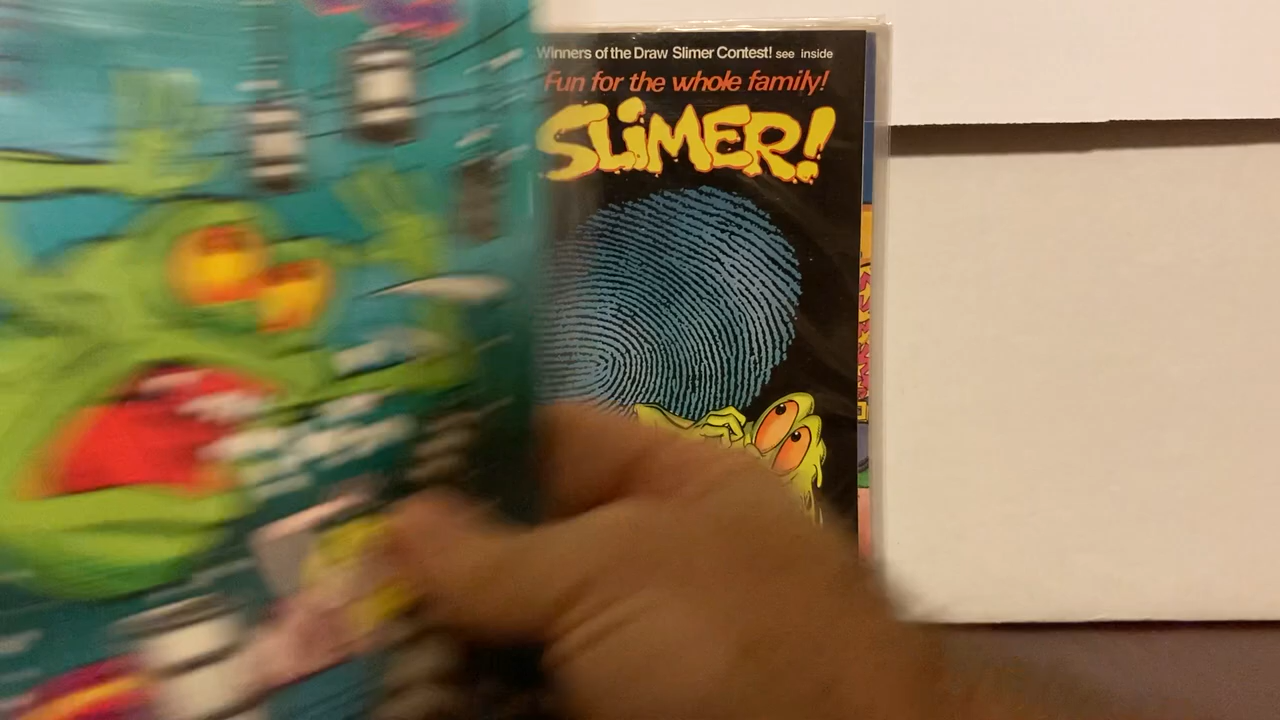 Winners of the Draw Slimer Contest! see inside
Fun for the whole family!
SLiMER!